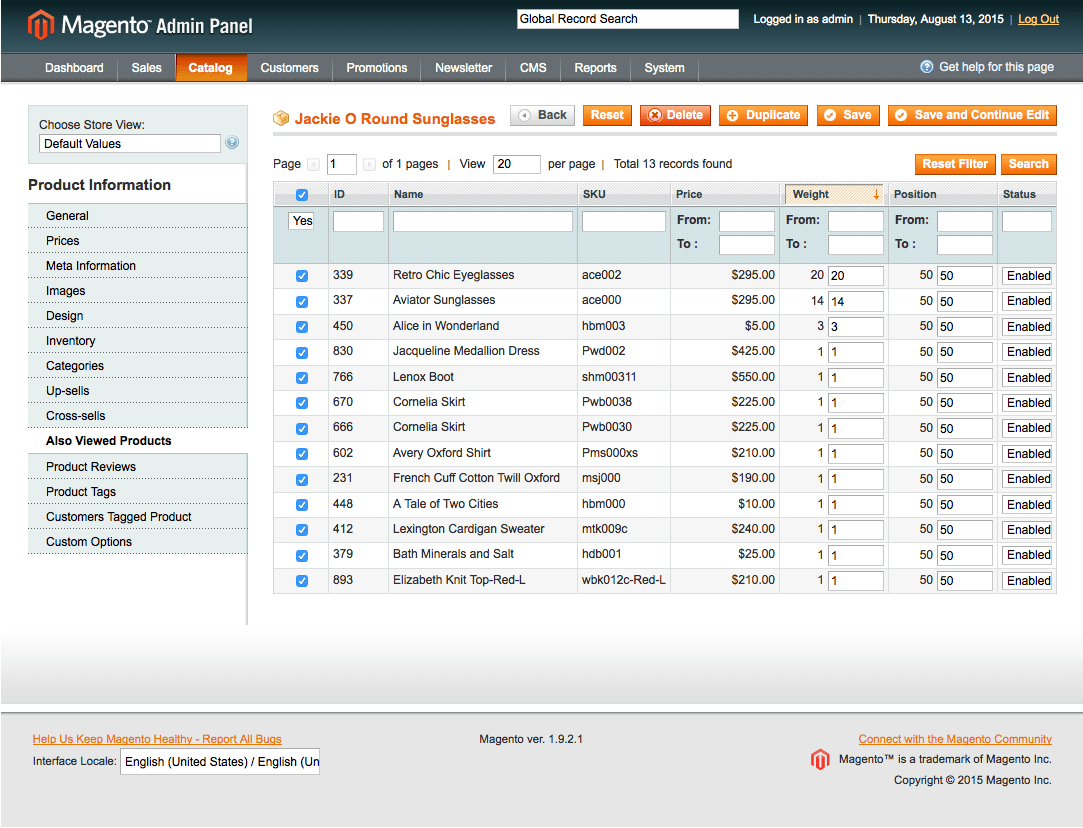 Magento™ Admin Panel
Global Record Search
Logged in as admin | Thursday, August 13, 2015 | Log Out
Dashboard Sales Catalog Customers Promotions Newsletter CMS Reports System
Get help for this page
Choose Store View:
Default Values
Product Information
General
Prices
Meta Information
Images
Design
Inventory
Categories
Up-sells
Cross-sells
Also Viewed Products
Product Reviews
Product Tags
Customers Tagged Product
Custom Options
Jackie O Round Sunglasses
Back Reset Delete Duplicate Save Save and Continue Edit
Page 1 of 1 pages | View 20 per page | Total 13 records found
Reset Filter Search
ID Name SKU Price Weight Position Status
Yes From: From: From:
To : To : To :
339 Retro Chic Eyeglasses ace002 $295.00 20 20 50 50 Enabled
337 Aviator Sunglasses ace000 $295.00 14 14 50 50 Enabled
450 Alice in Wonderland hbm003 $5.00 3 3 50 50 Enabled
830 Jacqueline Medallion Dress Pwd002 $425.00 1 1 50 50 Enabled
766 Lenox Boot shm00311 $550.00 1 1 50 50 Enabled
670 Cornelia Skirt Pwb0038 $225.00 1 1 50 50 Enabled
666 Cornelia Skirt Pwb0030 $225.00 1 1 50 50 Enabled
602 Avery Oxford Shirt Pms000xs $210.00 1 1 50 50 Enabled
231 French Cuff Cotton Twill Oxford msj000 $190.00 1 1 50 50 Enabled
448 A Tale of Two Cities hbm000 $10.00 1 1 50 50 Enabled
412 Lexington Cardigan Sweater mtk009c $240.00 1 1 50 50 Enabled
379 Bath Minerals and Salt hdb001 $25.00 1 1 50 50 Enabled
893 Elizabeth Knit Top-Red-L wbk012c-Red-L $210.00 1 1 50 50 Enabled
Help Us Keep Magento Healthy - Report All Bugs
Interface Locale: English (United States) / English (Un
Magento ver. 1.9.2.1
Connect with the Magento Community
Magento™ is a trademark of Magento Inc.
Copyright © 2015 Magento Inc.